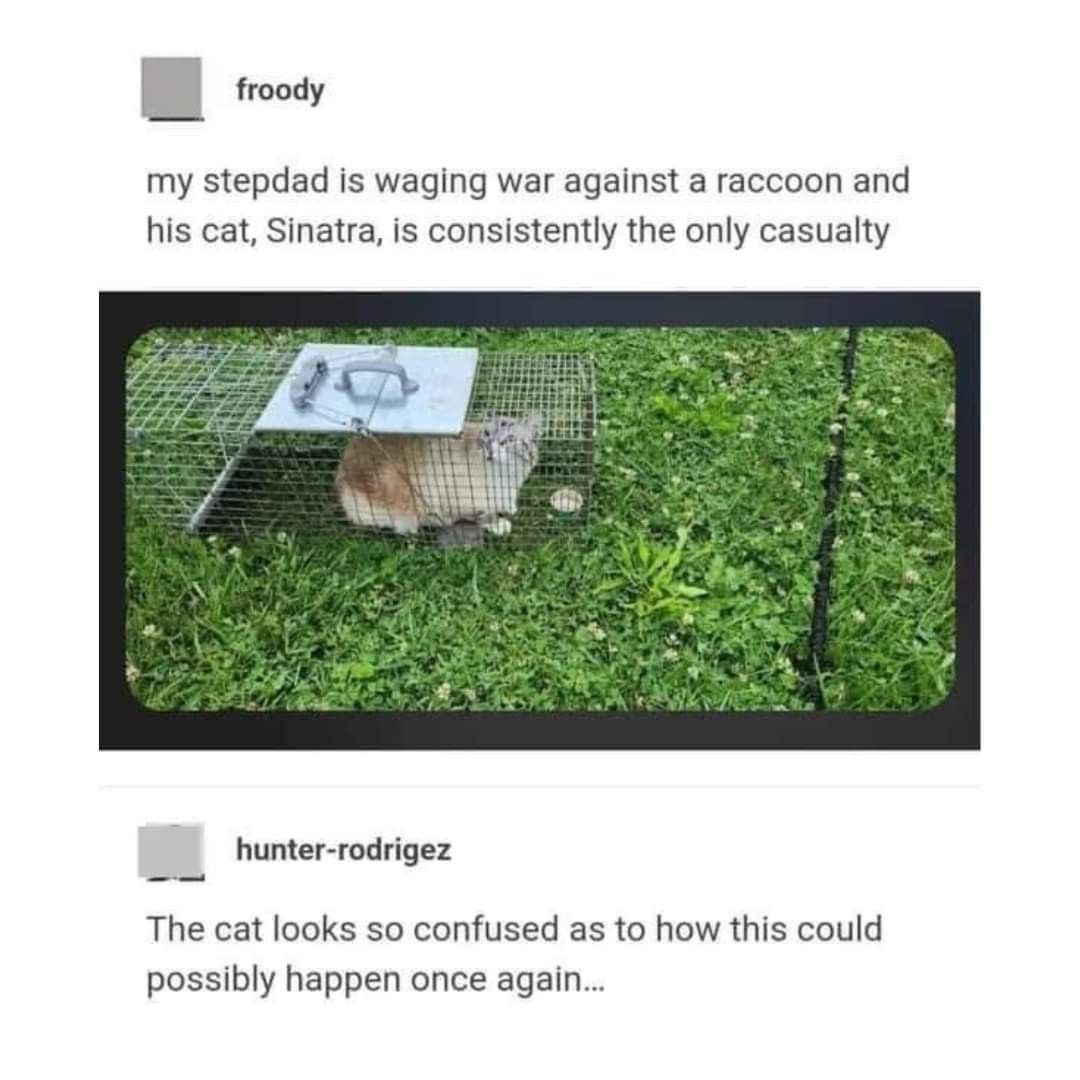 froody
my stepdad is waging war against a raccoon and
his cat, Sinatra, is consistently the only casualty
hunter-rodrigez
The cat looks so confused as to how this could
possibly happen once again...